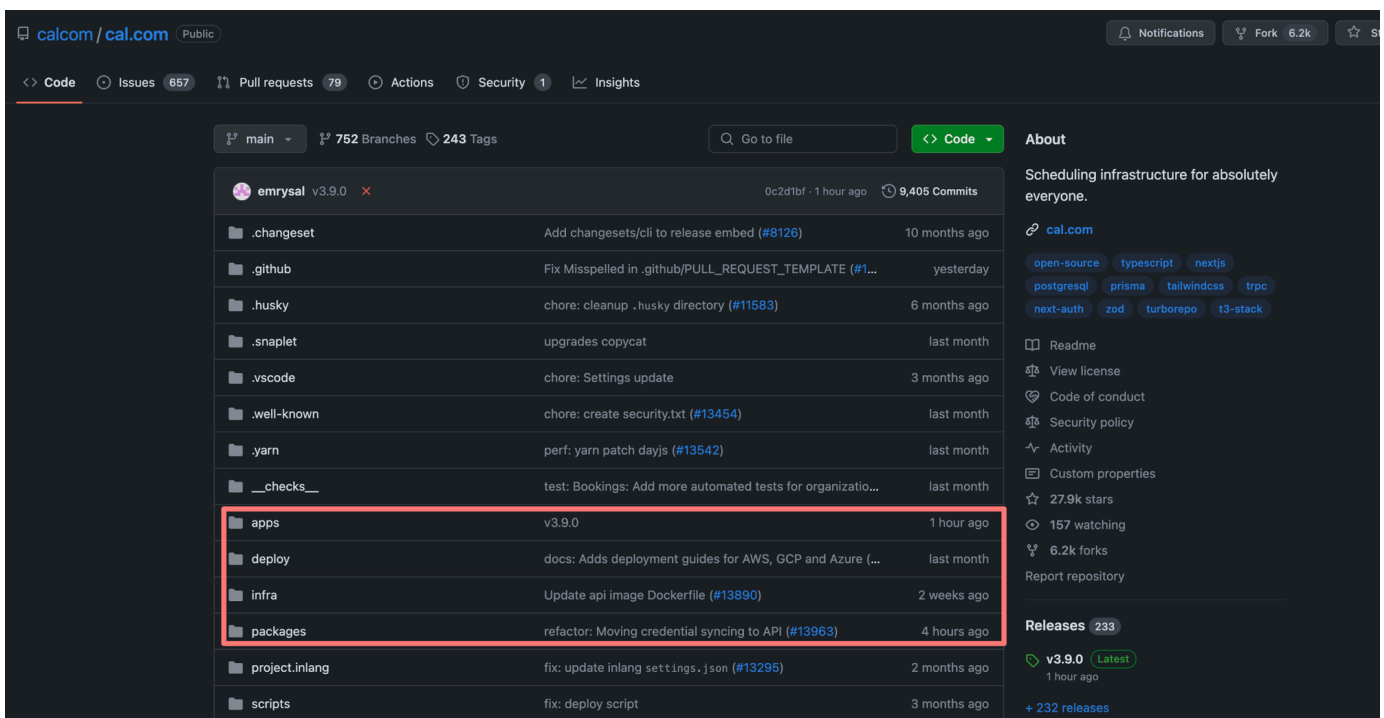 calcom / cal.com Public
Notifications
Fork 6.2k
Code
Issues 657
Pull requests 79
Actions
Security 1
Insights
main
752 Branches
243 Tags
Go to file
Code
emrysal v3.9.0
0c2d1bf · 1 hour ago
9,405 Commits
.changeset Add changesets/cli to release embed (#8126) 10 months ago
.github Fix Misspelled in .github/PULL_REQUEST_TEMPLATE (#1... yesterday
.husky chore: cleanup .husky directory (#11583) 6 months ago
.snaplet upgrades copycat last month
.vscode chore: Settings update 3 months ago
.well-known chore: create security.txt (#13454) last month
.yarn perf: yarn patch dayjs (#13542) last month
__checks__ test: Bookings: Add more automated tests for organizatio... last month
apps v3.9.0 1 hour ago
deploy docs: Adds deployment guides for AWS, GCP and Azure (... last month
infra Update api image Dockerfile (#13890) 2 weeks ago
packages refactor: Moving credential syncing to API (#13963) 4 hours ago
project.inlang fix: update inlang settings.json (#13295) 2 months ago
scripts fix: deploy script 3 months ago
About
Scheduling infrastructure for absolutely
everyone.
cal.com
open-source typescript nextjs
postgresql prisma tailwindcss trpc
next-auth zod turborepo t3-stack
Readme
View license
Code of conduct
Security policy
Activity
Custom properties
27.9k stars
157 watching
6.2k forks
Report repository
Releases 233
v3.9.0 Latest
1 hour ago
+ 232 releases